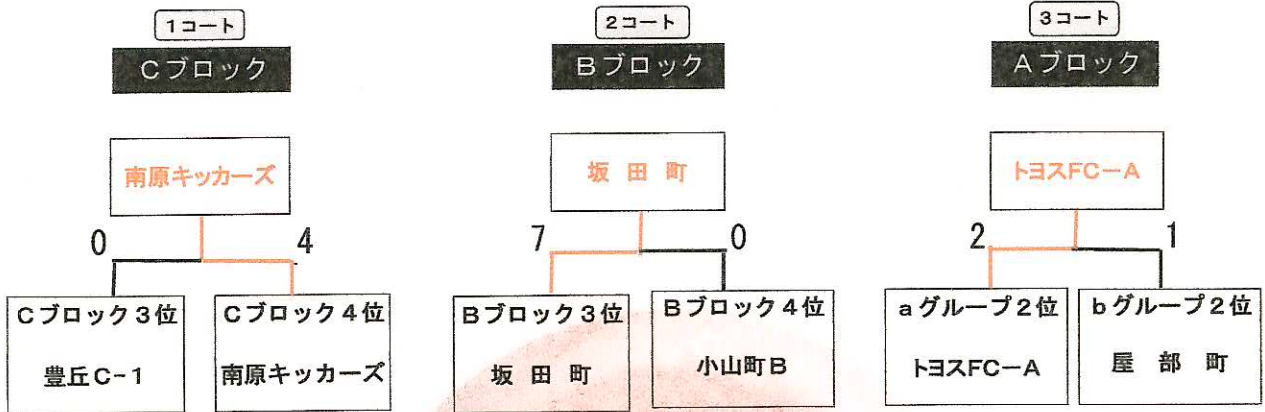 1コート
2コート
3コート
Cブロック
Bブロック
Aブロック
南原キッカーズ
坂田町
トヨスFC-A
0 4
7 0
2 1
Cブロック3位
Cブロック4位
Bブロック3位
Bブロック4位
aグループ2位
bグループ2位
豊丘C-1
南原キッカーズ
坂田町
小山町B
トヨスFC-A
屋部町